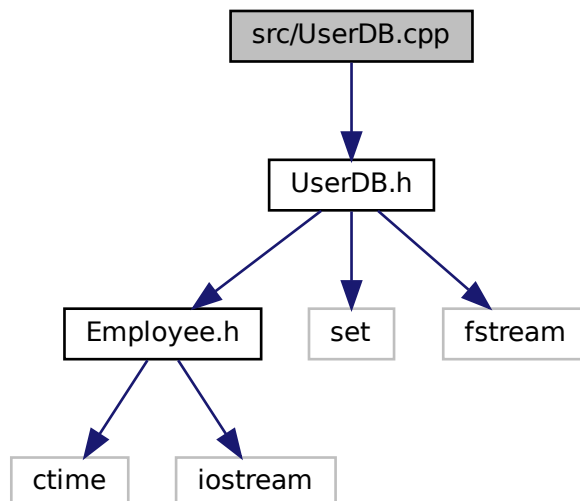 src/UserDB.cpp
UserDB.h
Employee.h
set
fstream
ctime
iostream